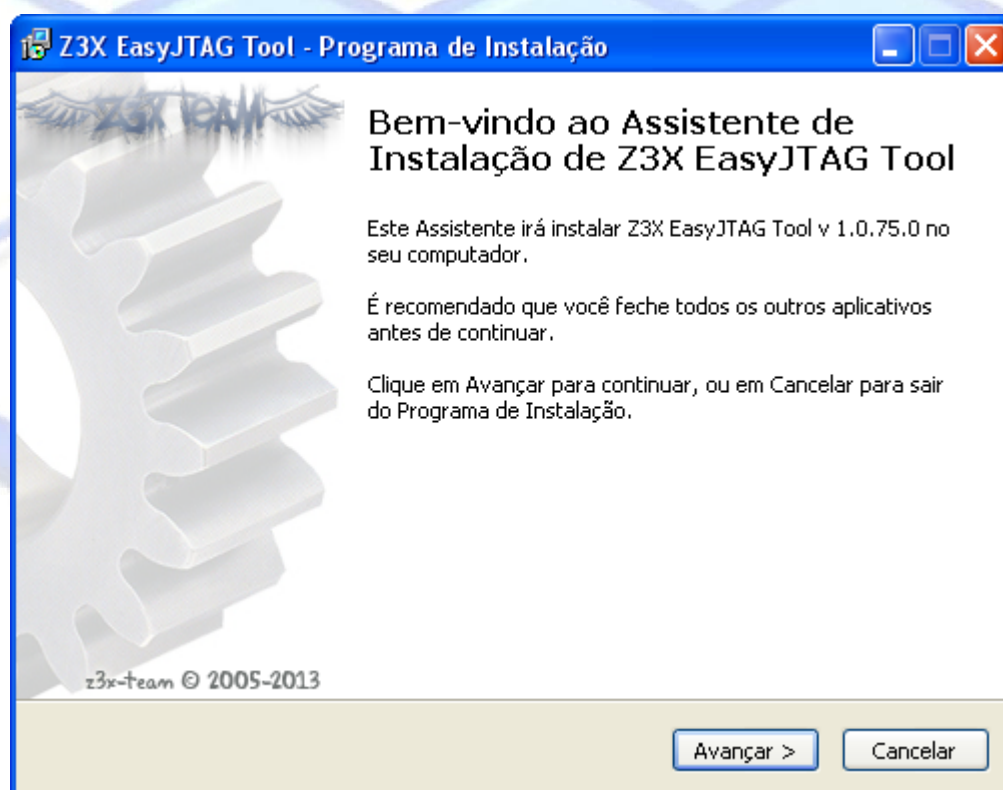 Z3X EasyJTAG Tool - Programa de Instalação
Z3X TEAM
Bem-vindo ao Assistente de
Instalação de Z3X EasyJTAG Tool
Este Assistente irá instalar Z3X EasyJTAG Tool v 1.0.75.0 no
seu computador.
É recomendado que você feche todos os outros aplicativos
antes de continuar.
Clique em Avançar para continuar, ou em Cancelar para sair
do Programa de Instalação.
z3x-team © 2005-2013
Avançar >
Cancelar